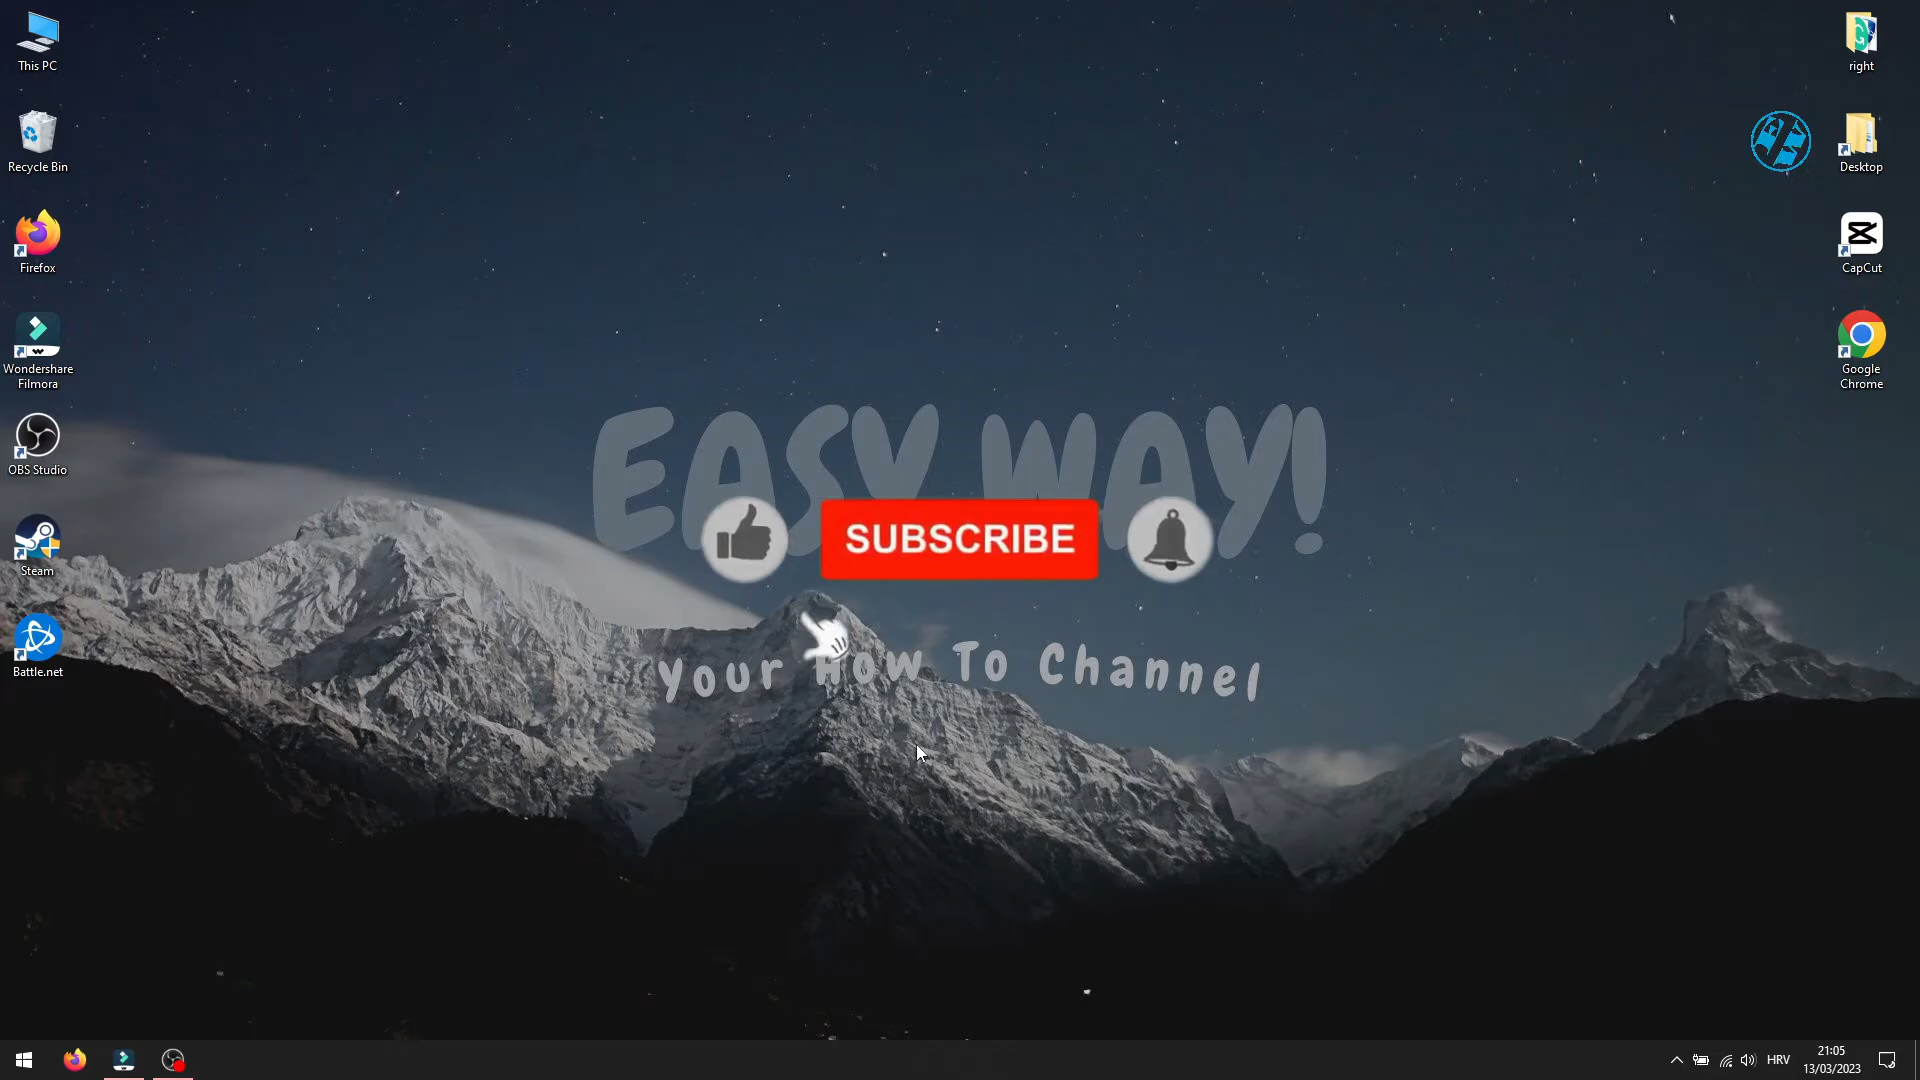 This PC
Recycle Bin
Firefox
Wondershare
Filmora
OBS Studio
Steam
Battle.net
right
Desktop
CapCut
Google
Chrome
EASY WAY!
SUBSCRIBE
Your How To Channel
HRV
21:05
13/03/2023